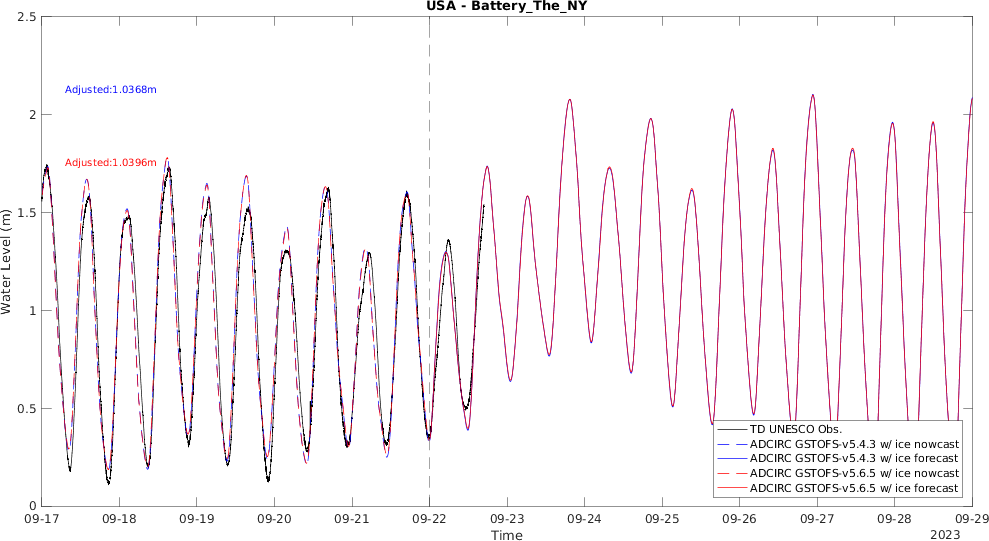 USA - Battery_The_NY
2.5
2
1.5
1
0.5
0
Water Level (m)
Adjusted:1.0368m
Adjusted:1.0396m
TD UNESCO Obs.
ADCIRC GSTOFS-v5.4.3 w/ ice nowcast
ADCIRC GSTOFS-v5.4.3 w/ ice forecast
ADCIRC GSTOFS-v5.6.5 w/ ice nowcast
ADCIRC GSTOFS-v5.6.5 w/ ice forecast
09-17 09-18 09-19 09-20 09-21 09-22 09-23 09-24 09-25 09-26 09-27 09-28 09-29
Time
2023